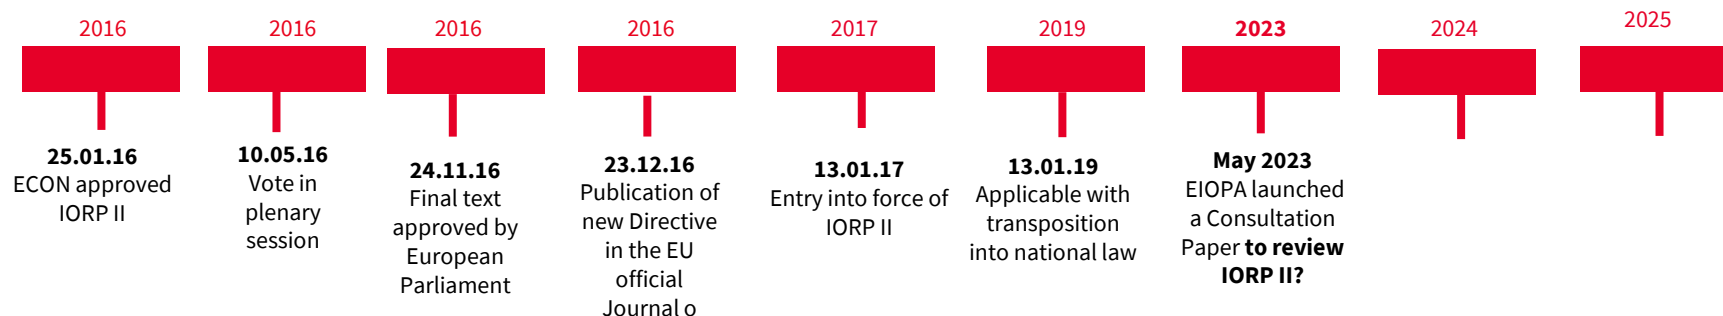 2016
2016
2016
2016
2017
2019
2023
2024
2025
25.01.16
ECON approved
IORP II
10.05.16
Vote in
plenary
session
24.11.16
Final text
approved by
European
Parliament
23.12.16
Publication of
new Directive
in the EU
official
Journal o
13.01.17
Entry into force of
IORP II
13.01.19
Applicable with
transposition
into national law
May 2023
EIOPA launched
a Consultation
Paper to review
IORP II?